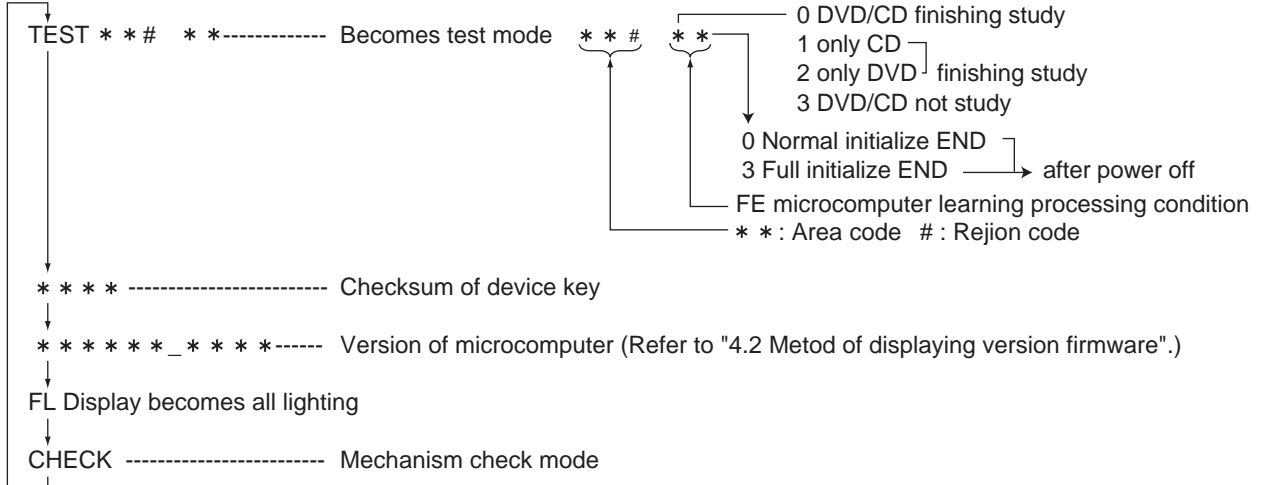 0 DVD/CD finishing study
TEST ＊＊# ＊＊------------- Becomes test mode ＊＊# ＊＊
1 only CD
2 only DVD finishing study
3 DVD/CD not study
0 Normal initialize END
3 Full initialize END after power off
FE microcomputer learning processing condition
＊＊: Area code # : Rejion code
＊＊＊＊ ------------------------- Checksum of device key
＊＊＊＊＊＊_＊＊＊＊------ Version of microcomputer (Refer to "4.2 Metod of displaying version firmware".)
FL Display becomes all lighting
CHECK ------------------------- Mechanism check mode